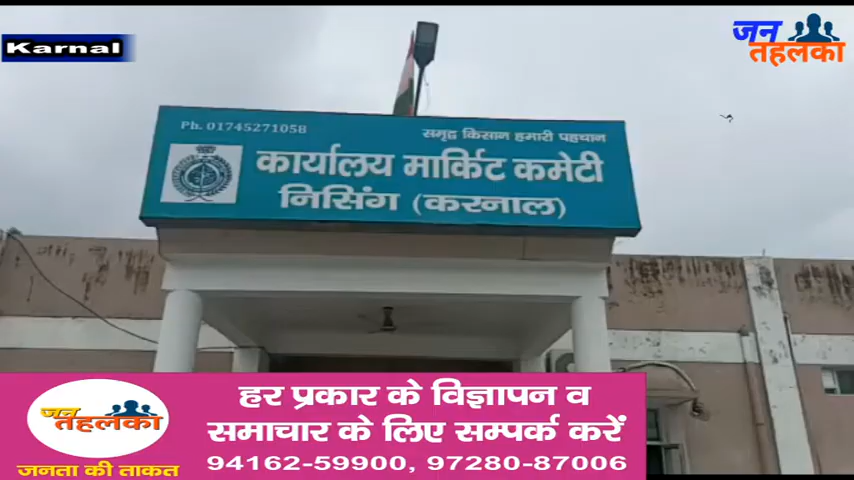 Karnal
जन
तहलका
Ph. 01745271058
समृद्व किसान हमारी पहचान
कार्यालय मार्किट कमेटी
निसिंग (करनाल)
हर प्रकार के विज्ञापन व
समाचार के लिए सम्पर्क करें
94162-59900, 97280-87006
जन
तहलका
जनता की ताकत